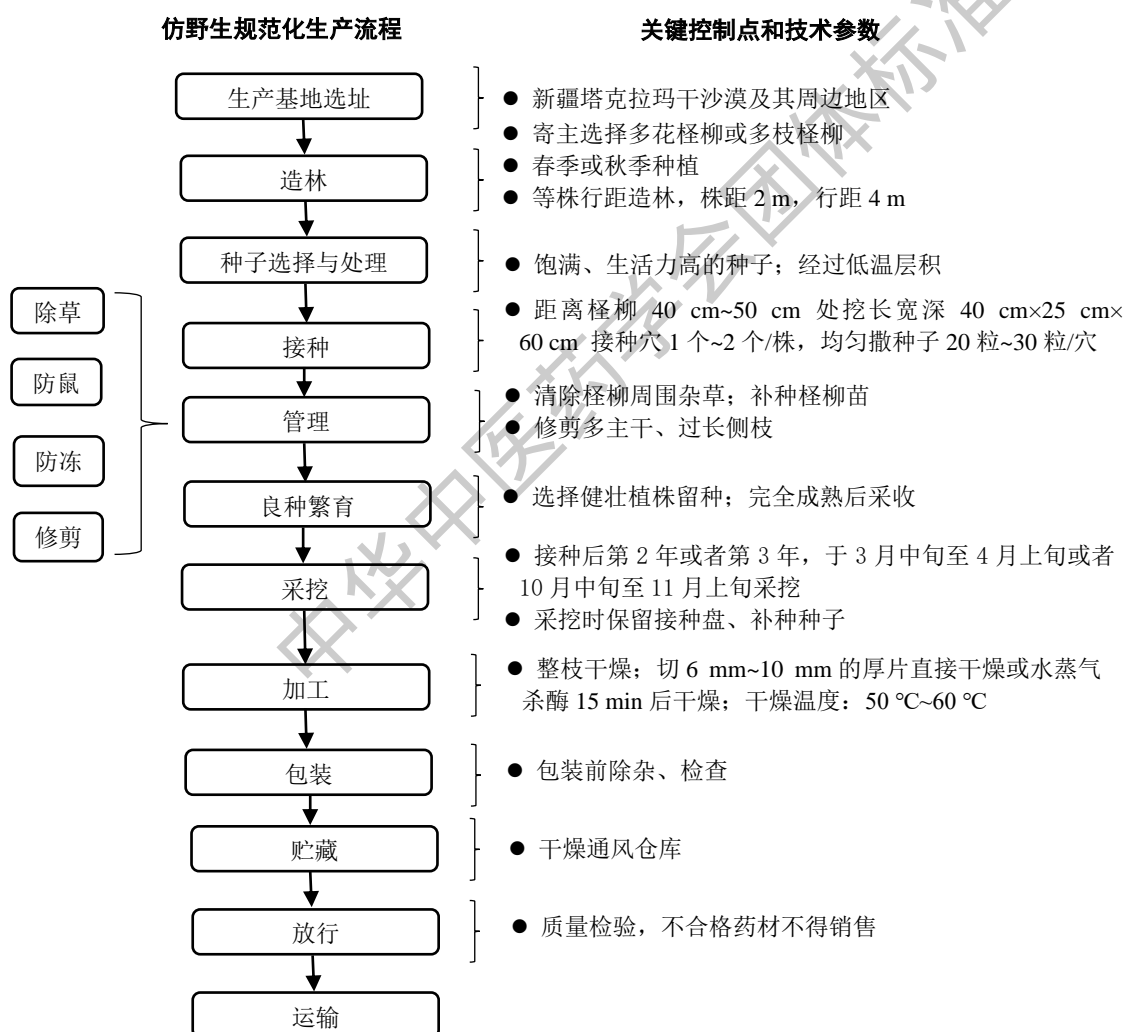 仿野生规范化生产流程
关键控制点和技术参数
生产基地选址
● 新疆塔克拉玛干沙漠及其周边地区
● 寄主选择多花柽柳或多枝柽柳
造林
● 春季或秋季种植
● 等株行距造林，株距 2 m，行距 4 m
种子选择与处理
● 饱满、生活力高的种子；经过低温层积
接种
● 距离柽柳 40 cm~50 cm 处挖长宽深 40 cm×25 cm×
60 cm 接种穴 1 个~2 个/株，均匀撒种子 20 粒~30 粒/穴
除草
防鼠
防冻
修剪
管理
● 清除柽柳周围杂草；补种柽柳苗
● 修剪多主干、过长侧枝
良种繁育
● 选择健壮植株留种；完全成熟后采收
采挖
● 接种后第 2 年或者第 3 年，于 3 月中旬至 4 月上旬或者
10 月中旬至 11 月上旬采挖
● 采挖时保留接种盘、补种种子
加工
● 整枝干燥；切 6 mm~10 mm 的厚片直接干燥或水蒸气
杀酶 15 min 后干燥；干燥温度：50 ℃~60 ℃
包装
● 包装前除杂、检查
贮藏
● 干燥通风仓库
放行
● 质量检验，不合格药材不得销售
运输
中华中医药学会团体标准